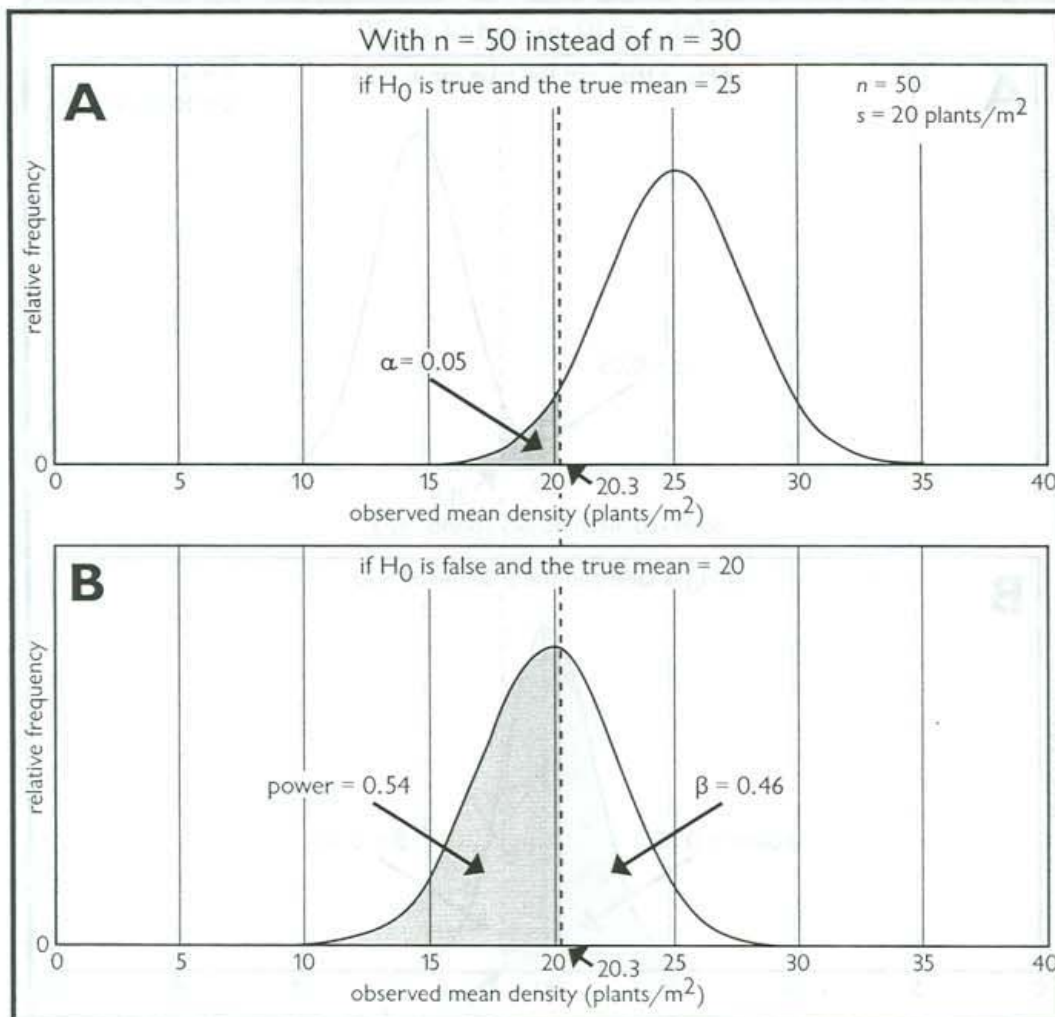 With n = 50 instead of n = 30
A
if H₀ is true and the true mean = 25
n = 50
s = 20 plants/m²
relative frequency
α = 0.05
0
0 5 10 15 20 25 30 35 40
20.3
observed mean density (plants/m²)
B
if H₀ is false and the true mean = 20
relative frequency
power = 0.54
β = 0.46
0
0 5 10 15 20 25 30 35 40
20.3
observed mean density (plants/m²)